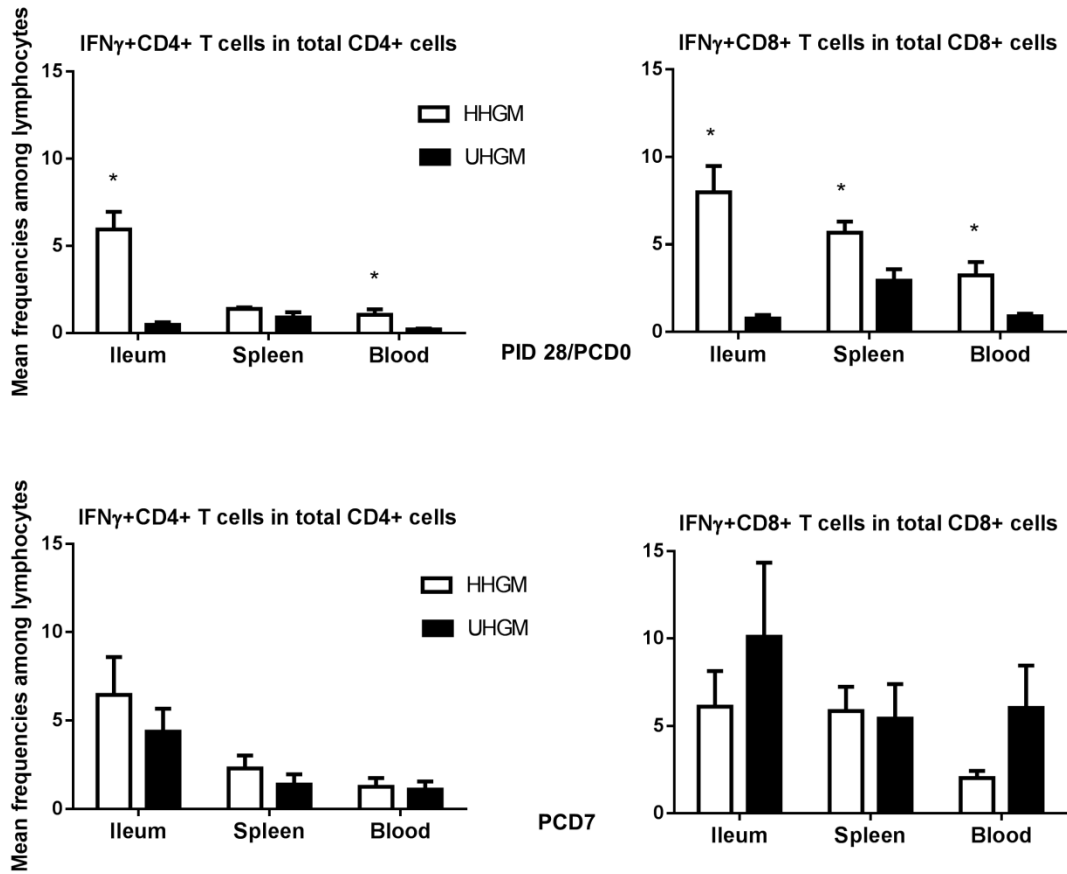 IFNγ+CD4+ T cells in total CD4+ cells
Mean frequencies among lymphocytes
15
10
5
0
*
*
Ileum Spleen Blood
HHGM
UHGM
IFNγ+CD8+ T cells in total CD8+ cells
15
10
5
0
*
*
*
Ileum Spleen Blood
PID 28/PCD0
IFNγ+CD4+ T cells in total CD4+ cells
Mean frequencies among lymphocytes
15
10
5
0
Ileum Spleen Blood
HHGM
UHGM
IFNγ+CD8+ T cells in total CD8+ cells
15
10
5
0
Ileum Spleen Blood
PCD7